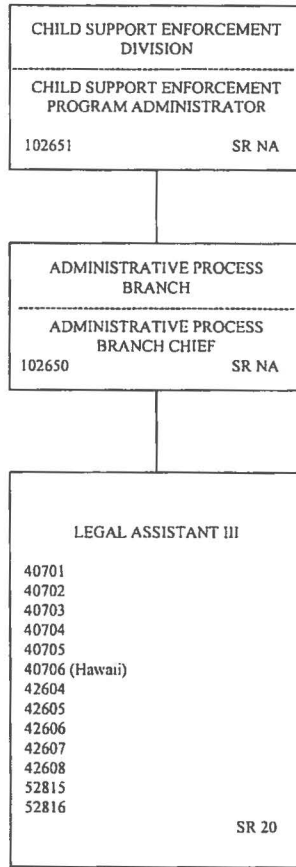 CHILD SUPPORT ENFORCEMENT
DIVISION
CHILD SUPPORT ENFORCEMENT
PROGRAM ADMINISTRATOR
102651 SR NA
ADMINISTRATIVE PROCESS
BRANCH
ADMINISTRATIVE PROCESS
BRANCH CHIEF
102650 SR NA
LEGAL ASSISTANT III
40701
40702
40703
40704
40705
40706 (Hawaii)
42604
42605
42606
42607
42608
52815
52816
SR 20